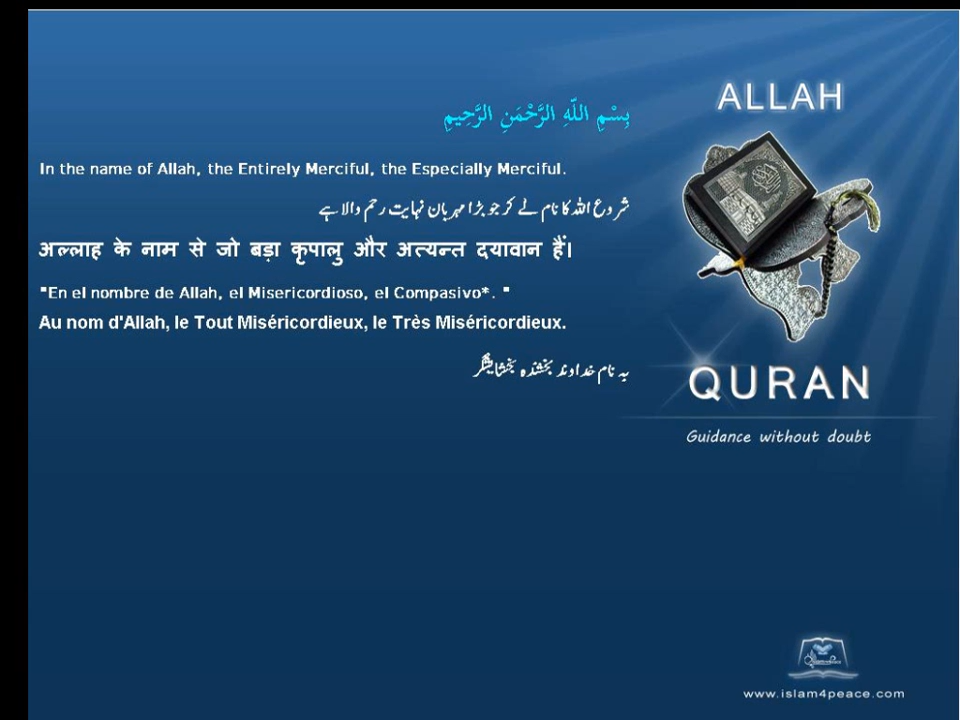 بِسْمِ اللّهِ الرَّحْمَنِ الرَّحِيمِ
In the name of Allah, the Entirely Merciful, the Especially Merciful.
شروع الله کا نام لے کر جو بڑا مہربان نہایت رحم والا ہے
अल्लाह के नाम से जो बड़ा कृपालु और अत्यन्त दयावान हैं।
"En el nombre de Allah, el Misericordioso, el Compasivo*. "
Au nom d'Allah, le Tout Miséricordieux, le Très Miséricordieux.
به نام خداوند بخشنده بخشایشگر
ALLAH
QURAN
Guidance without doubt
www.islam4peace.com